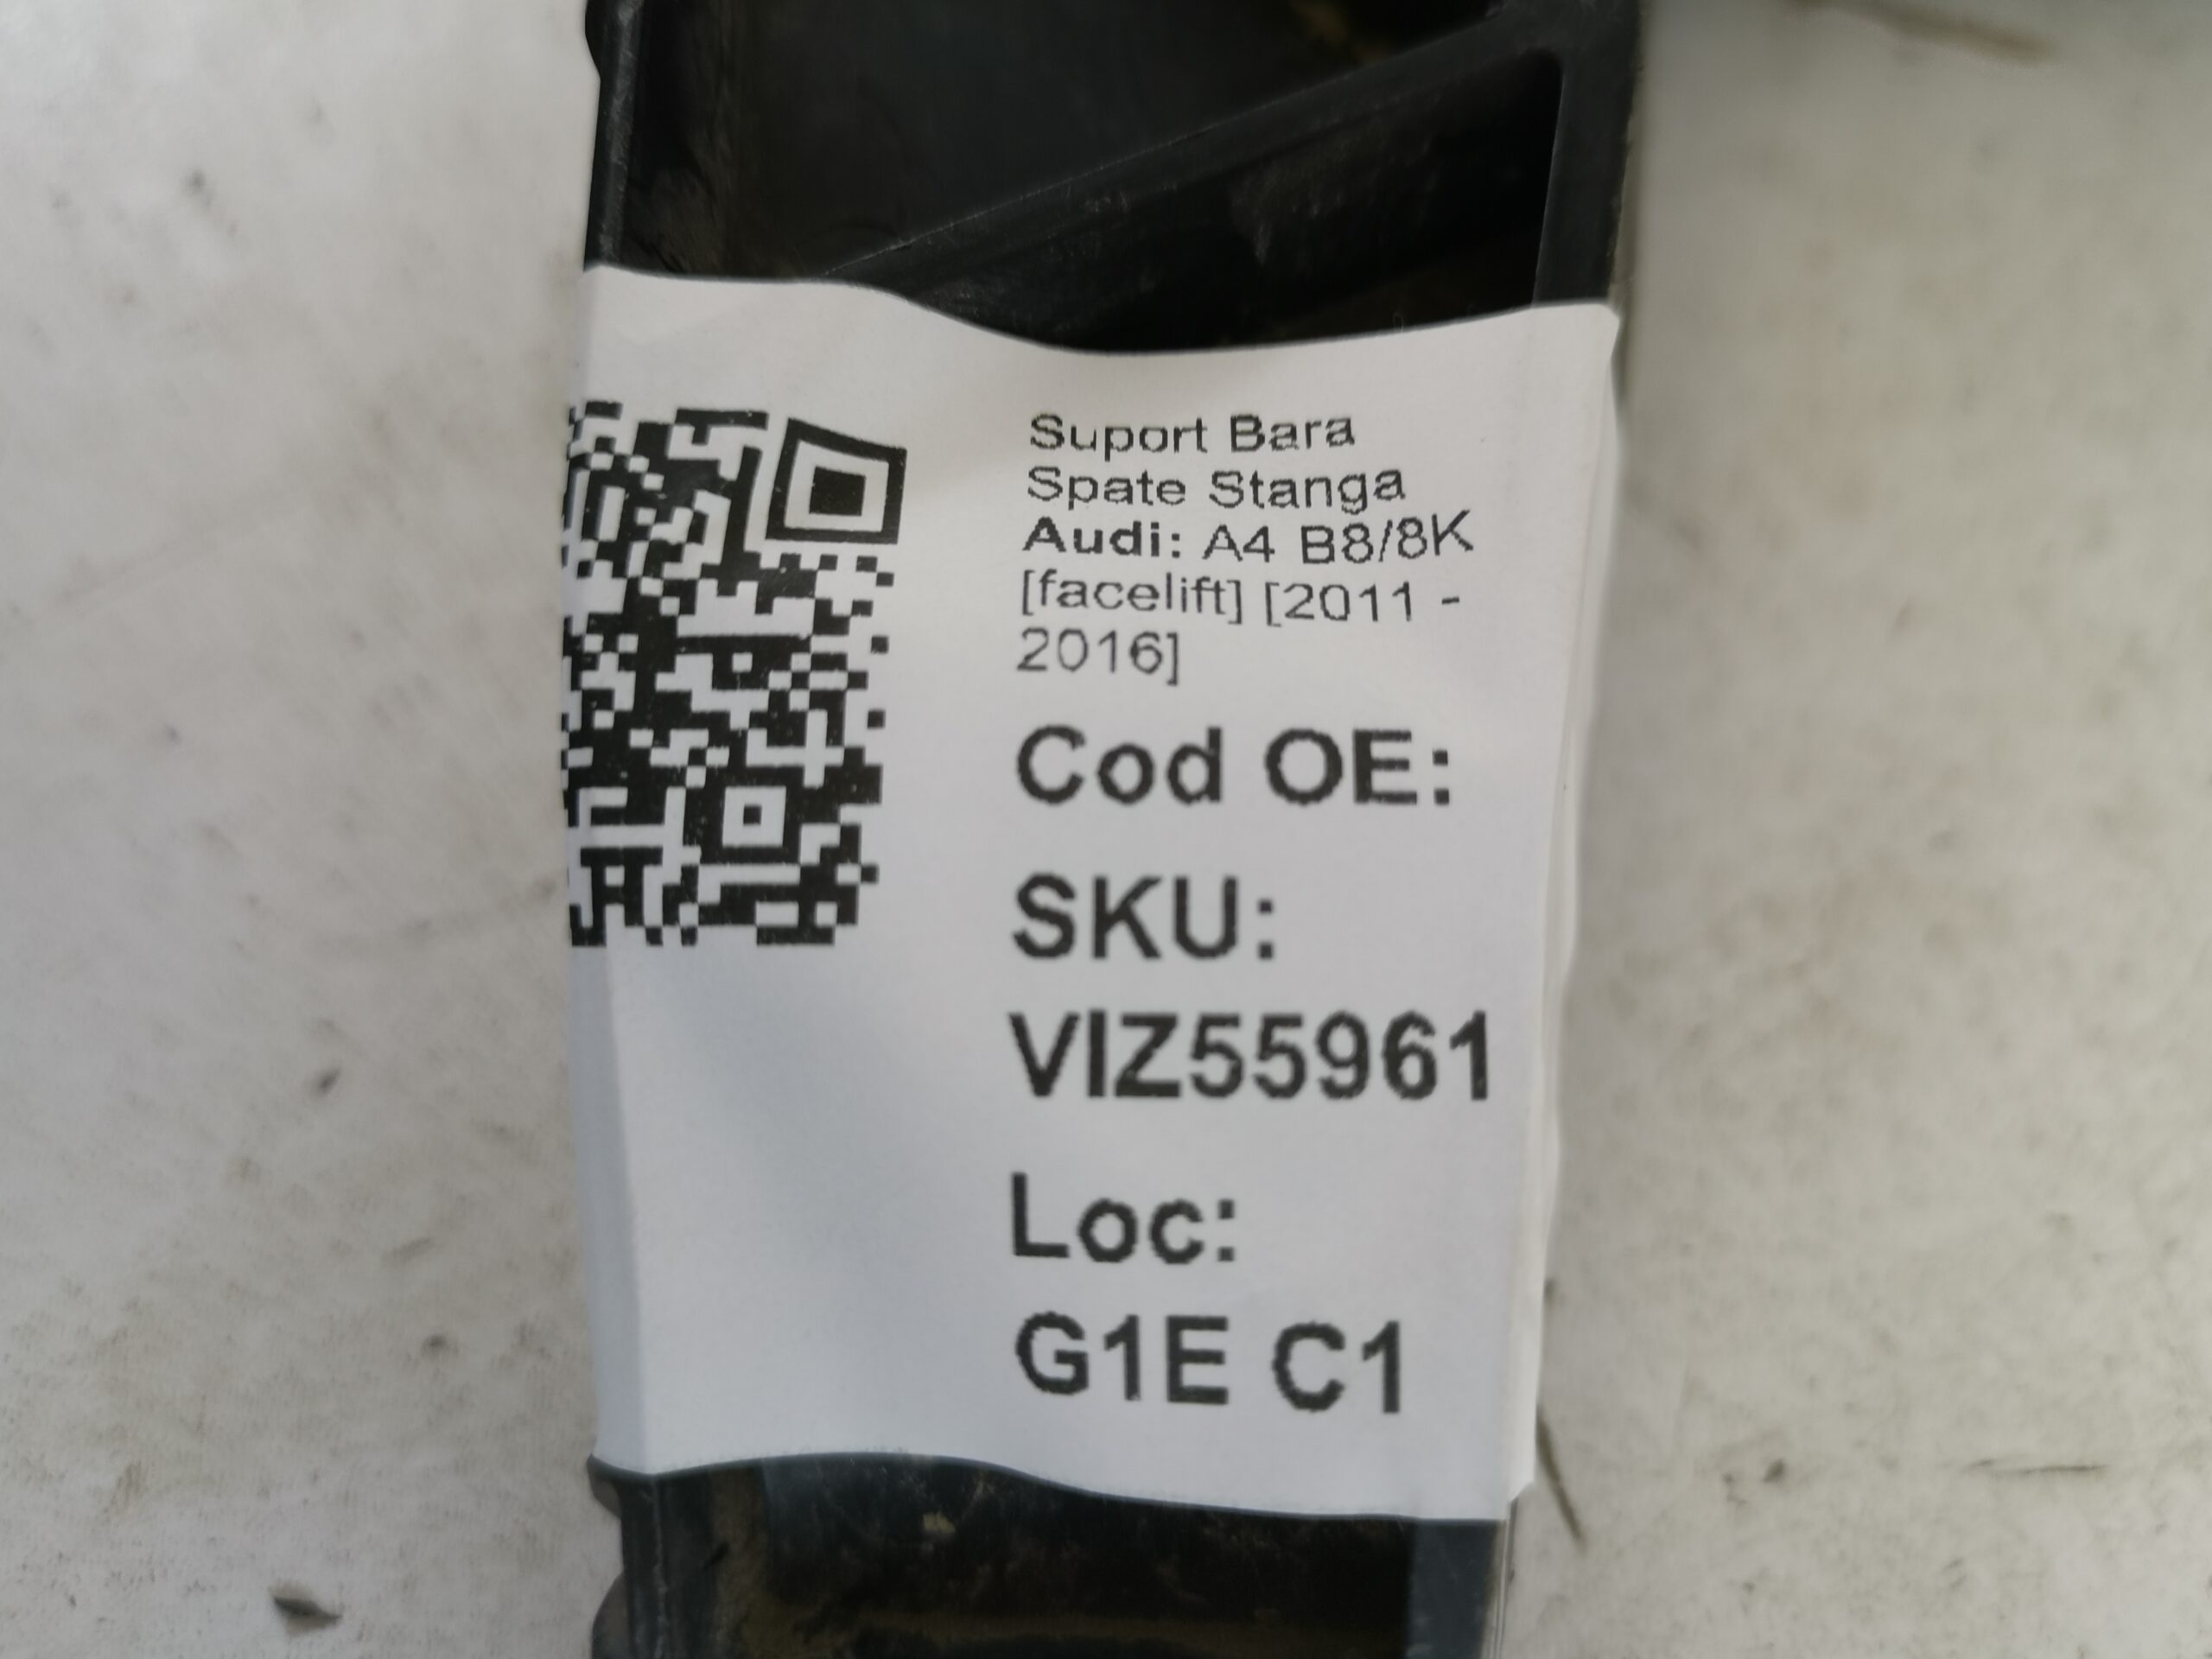 Suport Bara
Spate Stanga
Audi: A4 B8/8K
[facelift] [2011 -
2016]
Cod OE:
SKU:
VIZ55961
Loc:
G1E C1